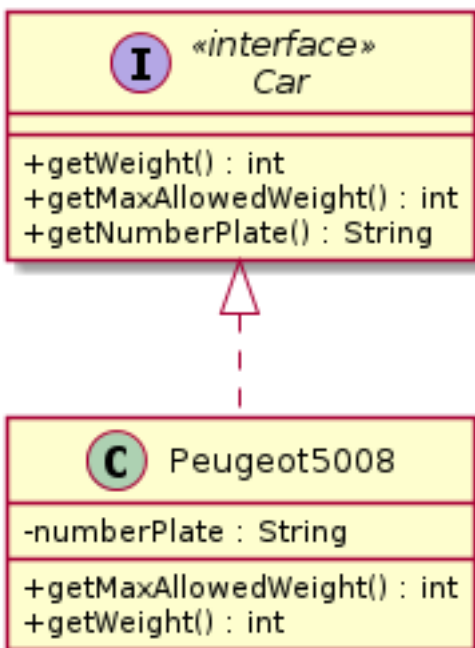 I «interface»
Car
+getWeight() : int
+getMaxAllowedWeight() : int
+getNumberPlate() : String
C Peugeot5008
-numberPlate : String
+getMaxAllowedWeight() : int
+getWeight() : int